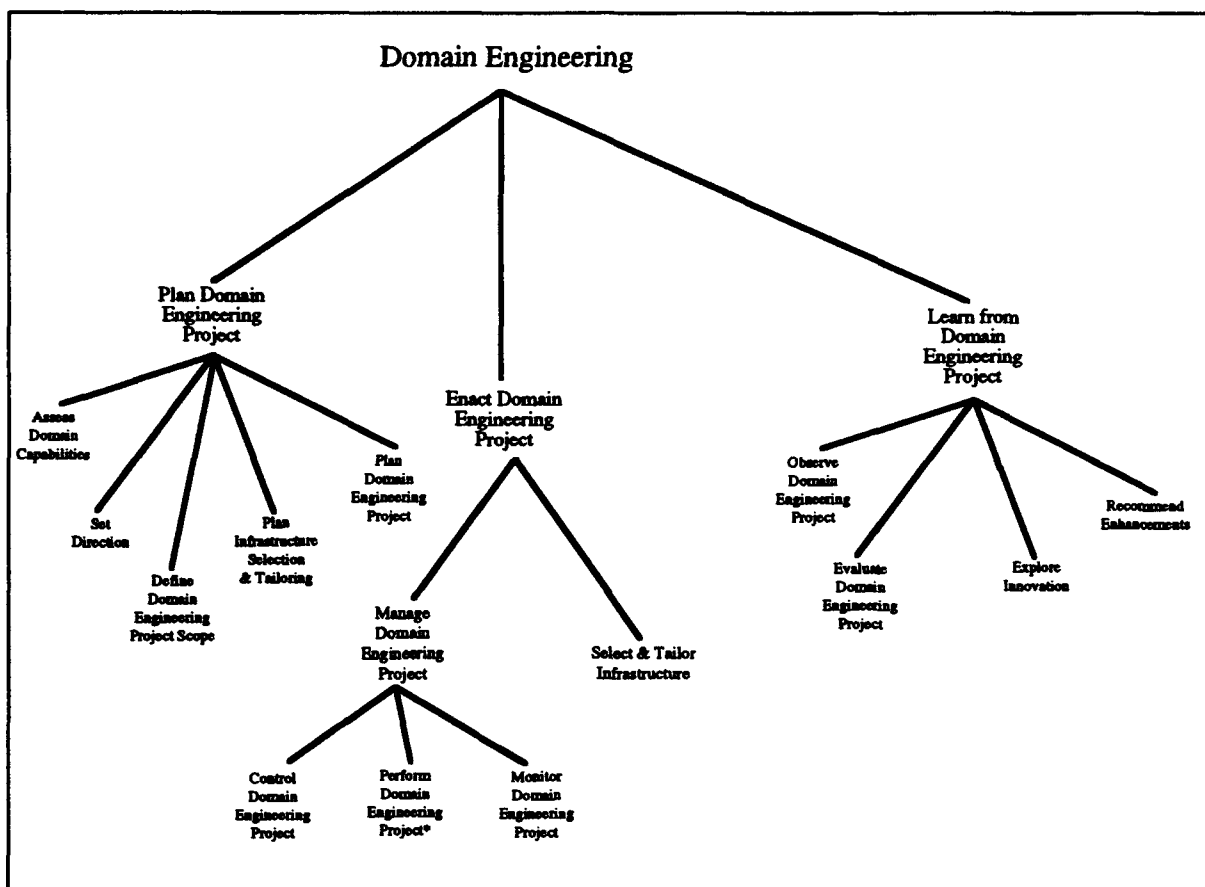 Domain Engineering
Plan Domain
Engineering
Project
Learn from
Domain
Engineering
Project
Enact Domain
Engineering
Project
Assess
Domain
Capabilities
Set
Direction
Define
Domain
Engineering
Project Scope
Plan
Infrastructure
Selection
& Tailoring
Plan
Domain
Engineering
Project
Observe
Domain
Engineering
Project
Evaluate
Domain
Engineering
Project
Explore
Innovation
Recommend
Enhancements
Manage
Domain
Engineering
Project
Select & Tailor
Infrastructure
Control
Domain
Engineering
Project
Perform
Domain
Engineering
Project*
Monitor
Domain
Engineering
Project